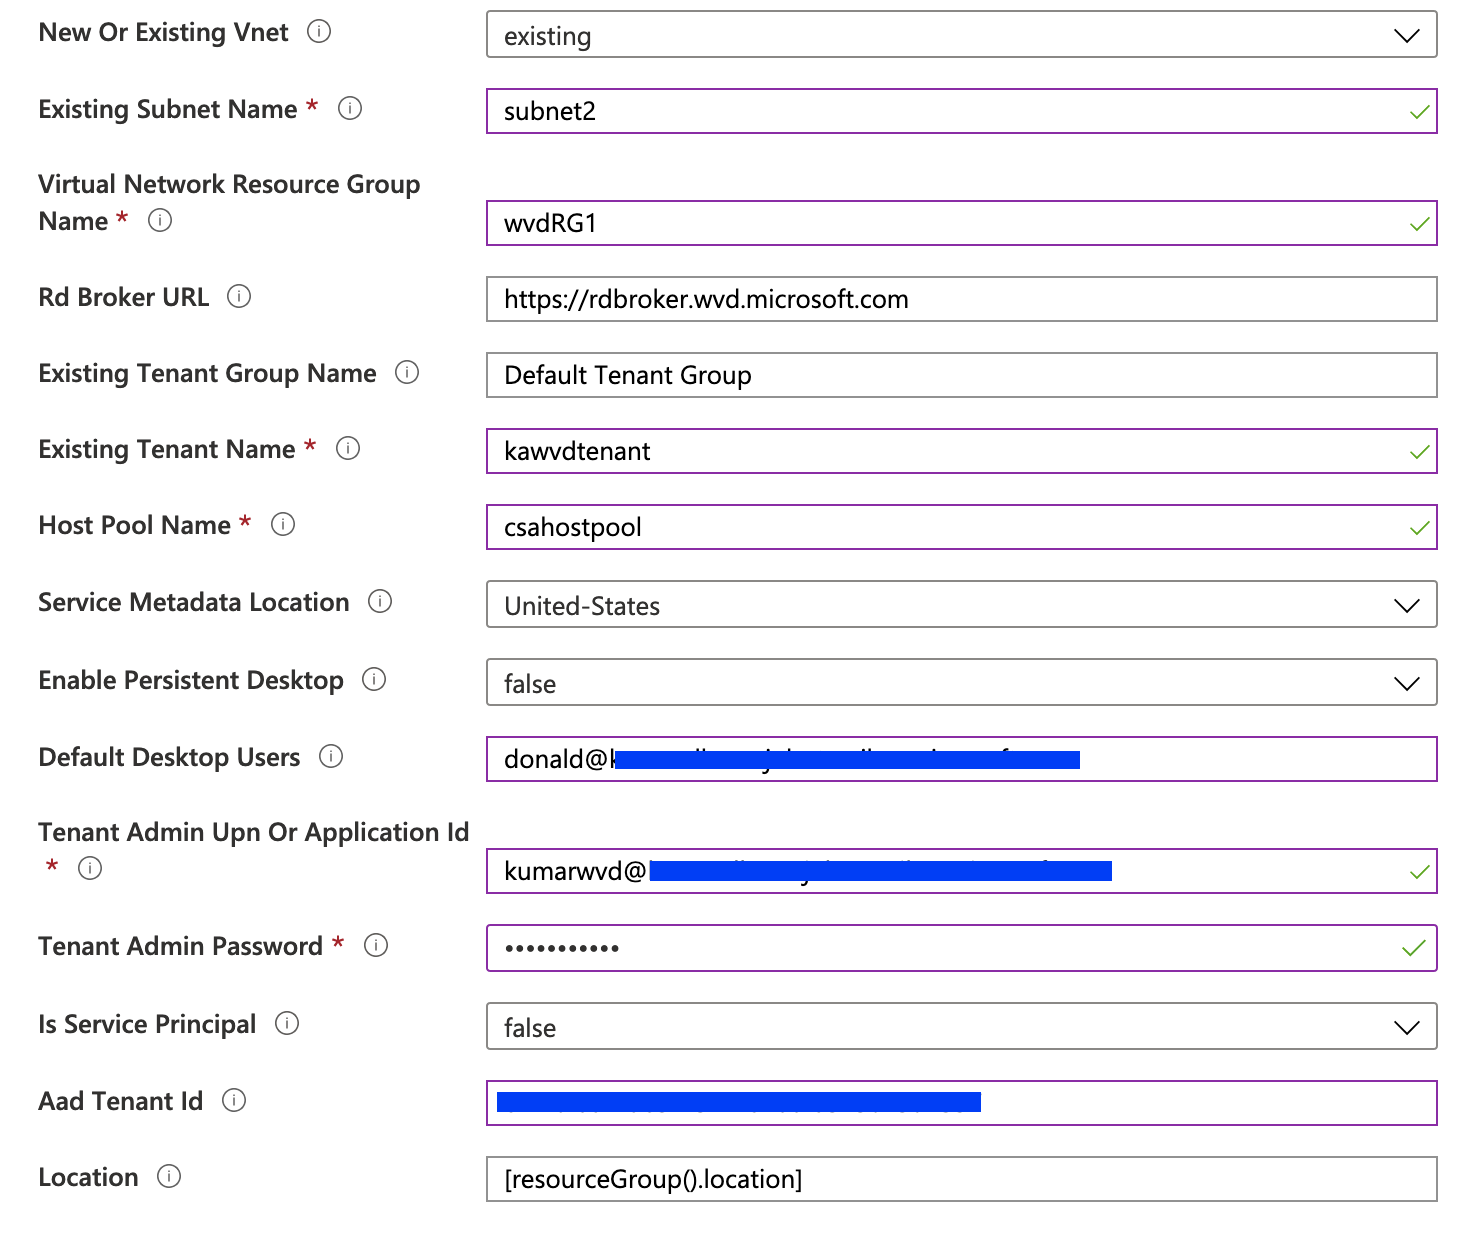 New Or Existing Vnet
existing
Existing Subnet Name *
subnet2
Virtual Network Resource Group
Name *
wvdRG1
Rd Broker URL
https://rdbroker.wvd.microsoft.com
Existing Tenant Group Name
Default Tenant Group
Existing Tenant Name *
kawvdtenant
Host Pool Name *
csahostpool
Service Metadata Location
United-States
Enable Persistent Desktop
false
Default Desktop Users
donald@
Tenant Admin Upn Or Application Id
*
kumarwvd@
Tenant Admin Password *
•••••••••••
Is Service Principal
false
Aad Tenant Id
Location
[resourceGroup().location]